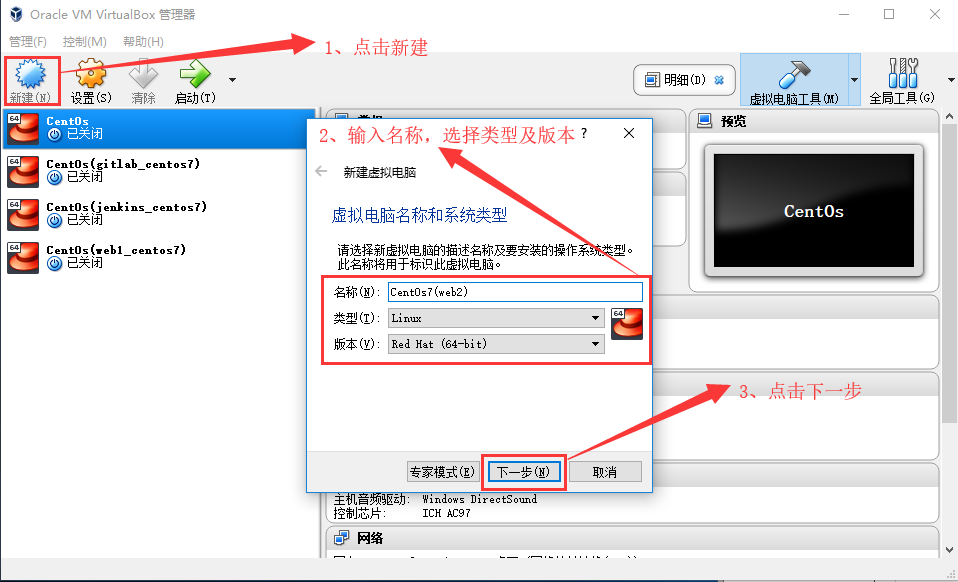 Oracle VM VirtualBox 管理器
管理(F) 控制(M) 帮助(H)
1、点击新建
新建(N) 设置(S) 清除 启动(T) 明细(D) 虚拟电脑工具(M) 全局工具(G)
64 CentOs
已关闭
64 CentOs(gitlab_centos7)
已关闭
64 CentOs(jenkins_centos7)
已关闭
64 CentOs(web1_centos7)
已关闭
2、输入名称，选择类型及版本 ?
新建虚拟电脑
虚拟电脑名称和系统类型
请选择新虚拟电脑的描述名称及要安装的操作系统类型。
此名称将用于标识此虚拟电脑。
名称(N): CentOs7(web2)
类型(T): Linux
64
版本(V): Red Hat (64-bit)
3、点击下一步
专家模式(E) 下一步(N) 取消
预览
CentOs
主机音频驱动: Windows DirectSound
控制芯片: ICH AC97
网络